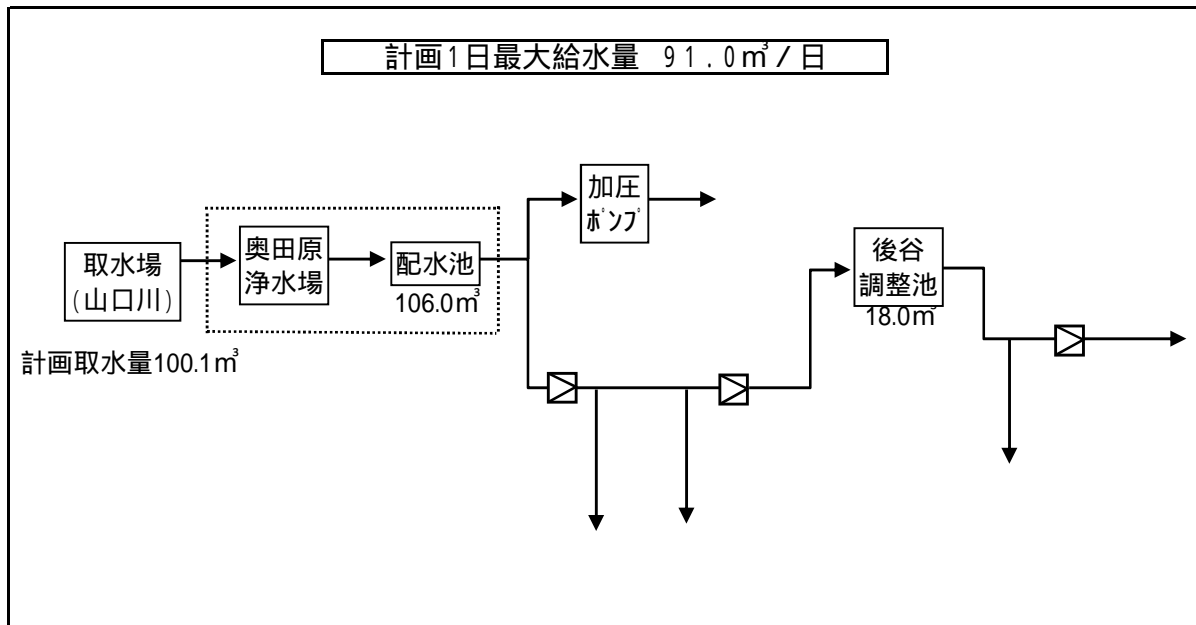 計画1日最大給水量 91.0㎥/日
加圧
ﾎﾟﾝﾌﾟ
取水場
(山口川)
奥田原
浄水場
配水池
106.0㎥
後谷
調整池
18.0㎥
計画取水量100.1㎥